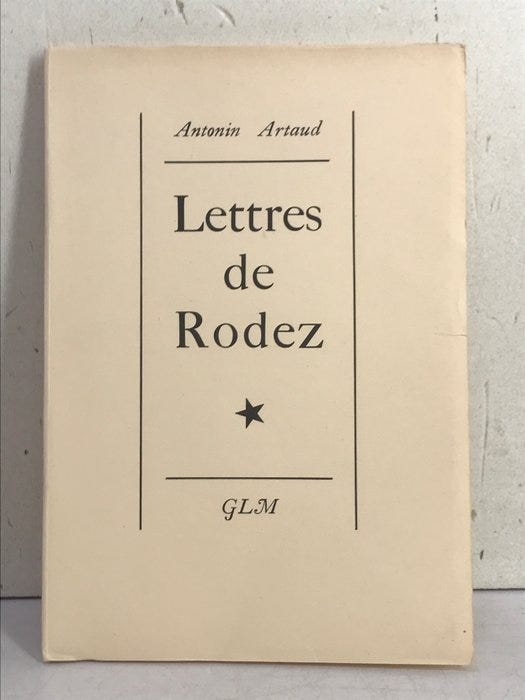 Antonin Artaud
Lettres
de
Rodez
GLM